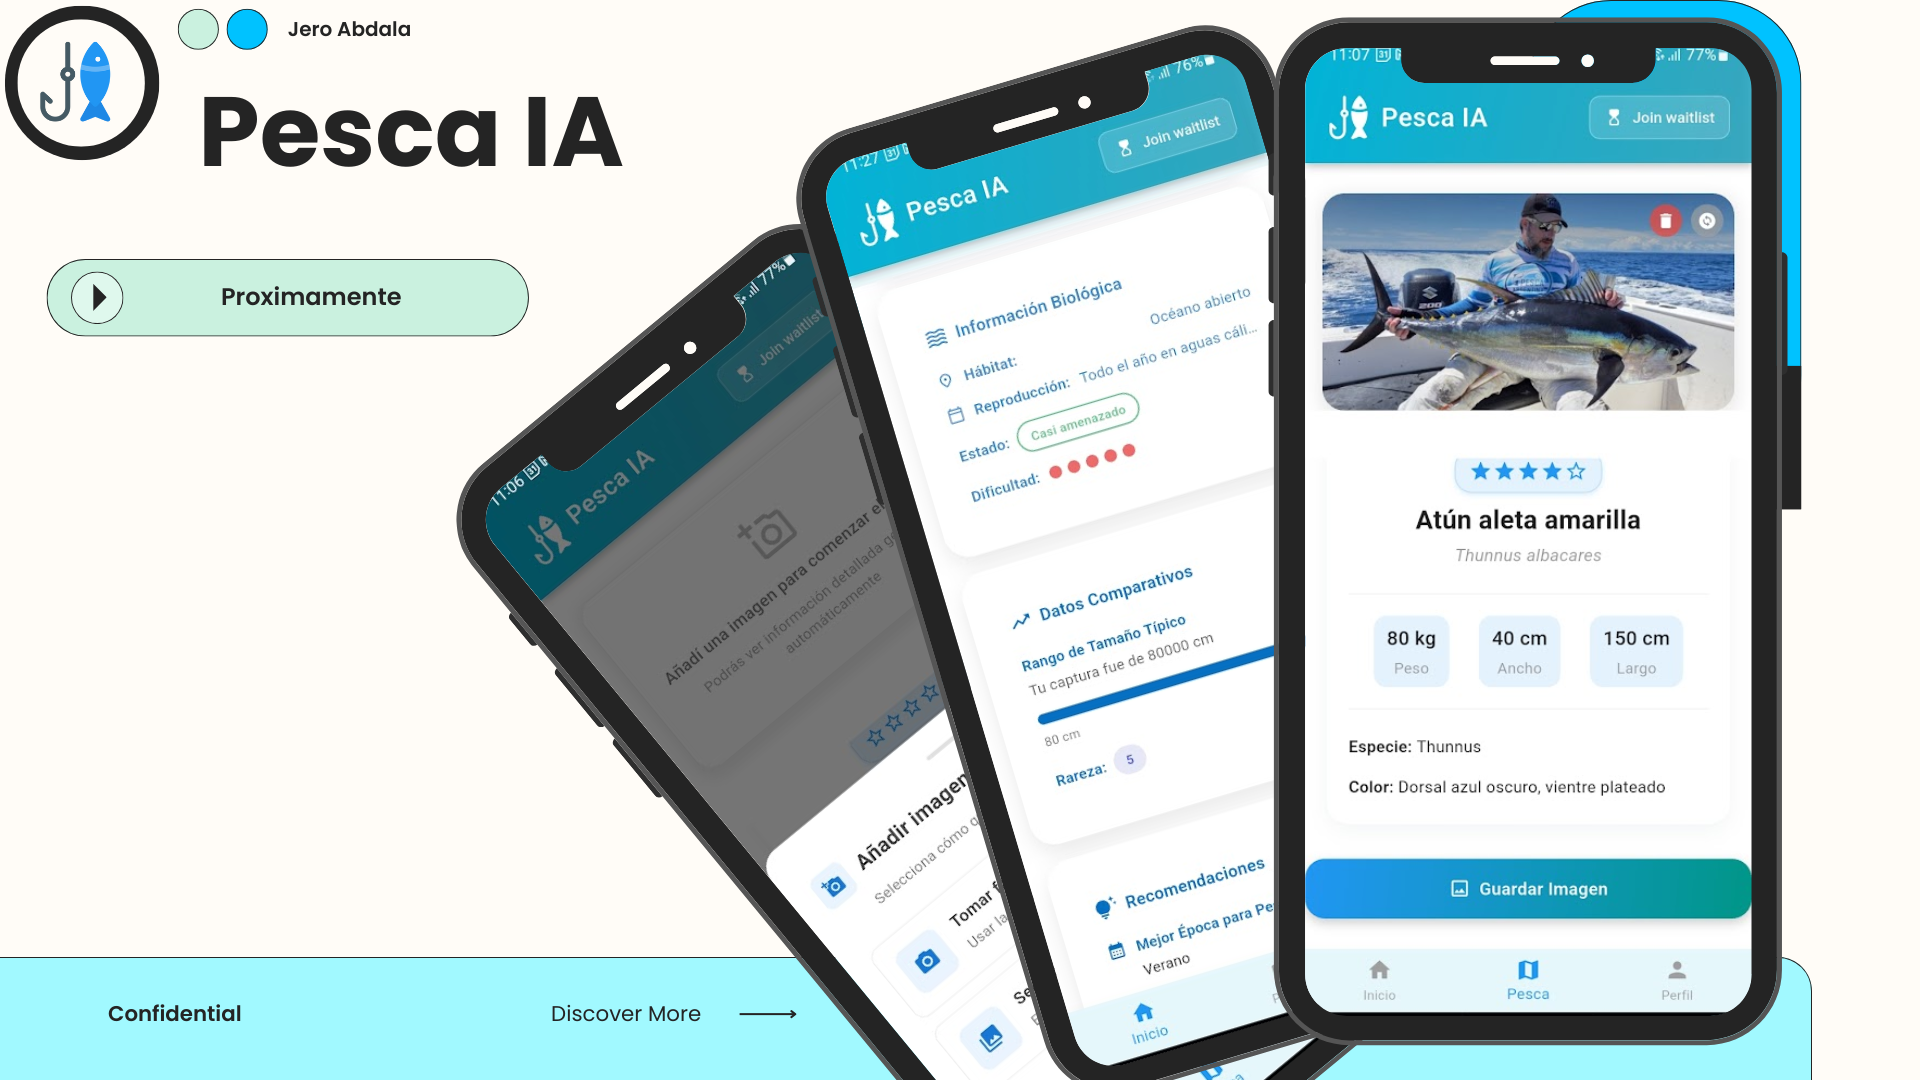 Jero Abdala
Pesca IA
Proximamente
Confidential
Discover More
11:06 31
77%
Pesca IA
Join waitlist
Añadí una imagen para comenzar el
Podrás ver información detallada
automáticamente
Añadir imagen
Selecciona cómo
Tomar
Usar la
11:27 31
76%
Pesca IA
Join waitlist
Información Biológica
Hábitat: Océano abierto
Reproducción: Todo el año en aguas cáli...
Estado: Casi amenazado
Dificultad:
Datos Comparativos
Rango de Tamaño Típico
Tu captura fue de 80000 cm
80 cm
Rareza: 5
Recomendaciones
Mejor Época para Pe
Verano
Inicio
11:07 31
77%
Pesca IA
Join waitlist
200
Atún aleta amarilla
Thunnus albacares
80 kg 40 cm 150 cm
Peso Ancho Largo
Especie: Thunnus
Color: Dorsal azul oscuro, vientre plateado
Guardar Imagen
Inicio Pesca Perfil